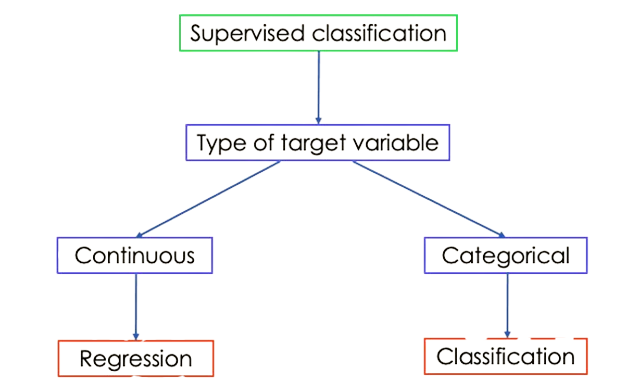 Supervised classification
Type of target variable
Continuous
Categorical
Regression
Classification